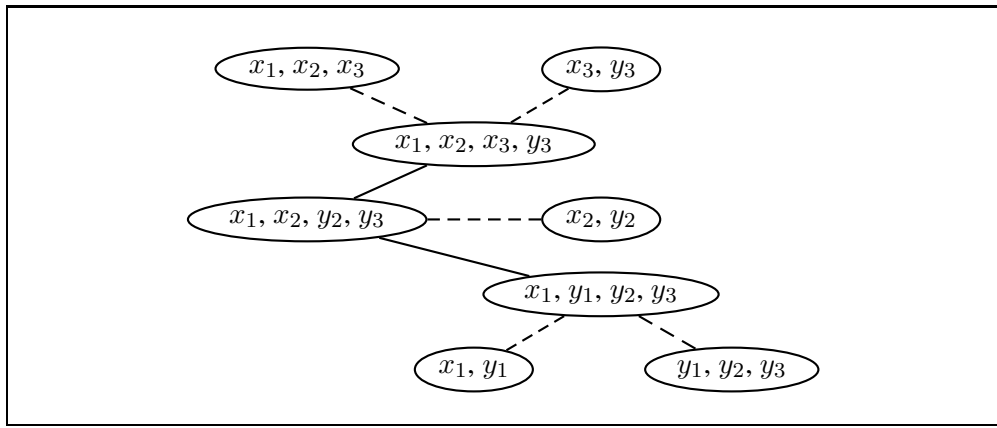 x₁, x₂, x₃
x₃, y₃
x₁, x₂, x₃, y₃
x₁, x₂, y₂, y₃
x₂, y₂
x₁, y₁, y₂, y₃
x₁, y₁
y₁, y₂, y₃